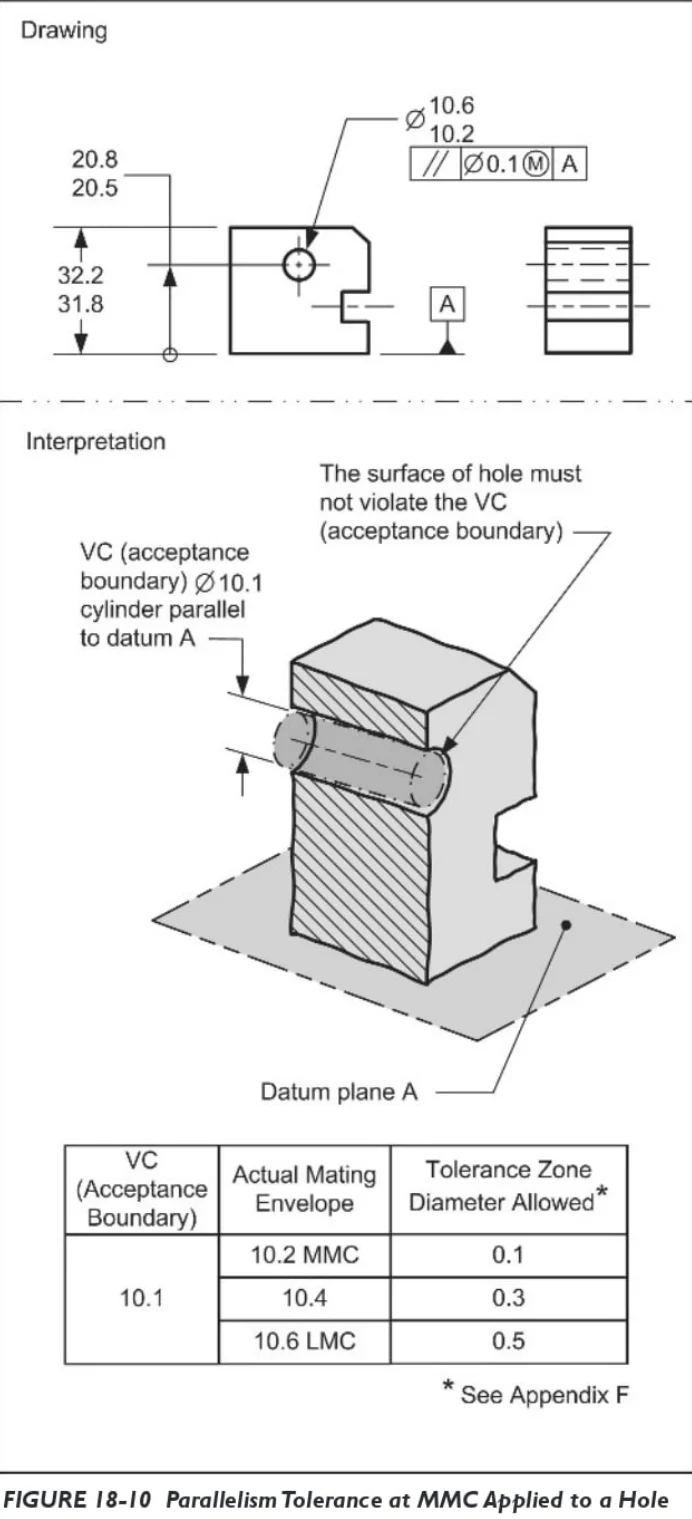 Drawing
⌀ 10.6
10.2
// ⌀0.1Ⓜ A
20.8
20.5
32.2
31.8
A
Interpretation
The surface of hole must
not violate the VC
(acceptance boundary)
VC (acceptance
boundary) ⌀10.1
cylinder parallel
to datum A
Datum plane A
VC
(Acceptance
Boundary)
Actual Mating
Envelope
Tolerance Zone
Diameter Allowed*
10.1
10.2 MMC 0.1
10.4 0.3
10.6 LMC 0.5
* See Appendix F
FIGURE 18-10 Parallelism Tolerance at MMC Applied to a Hole